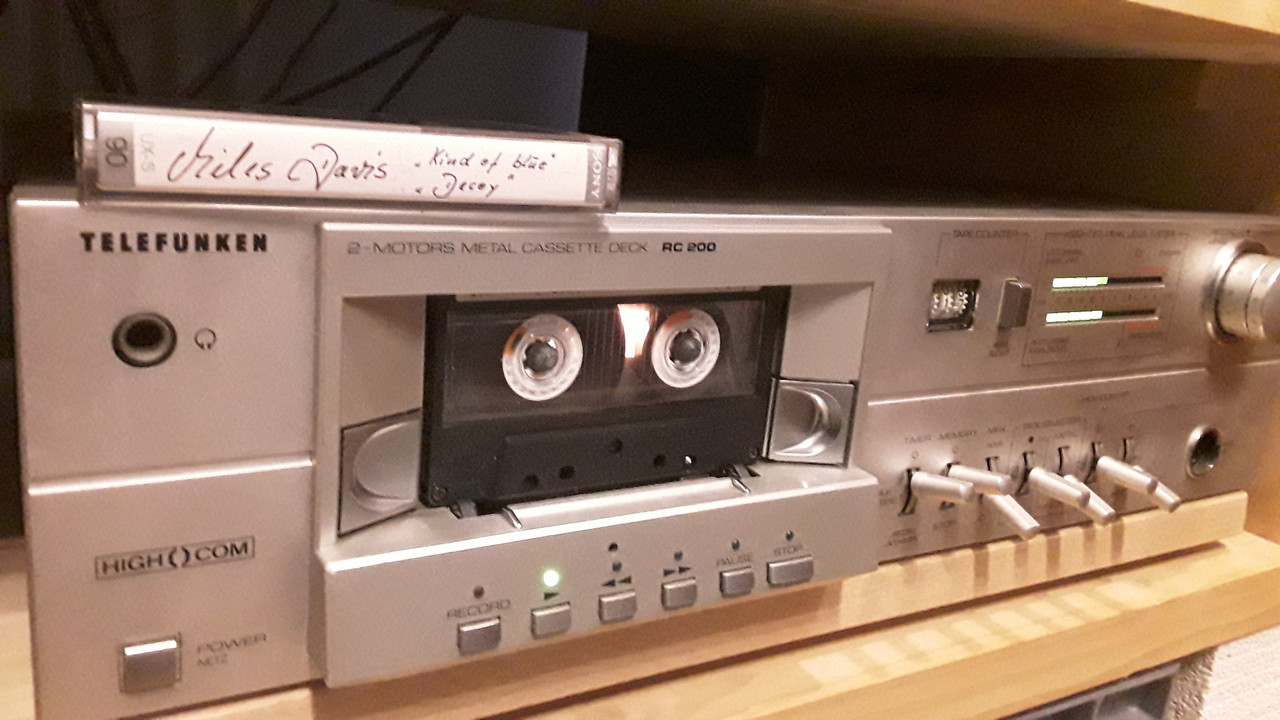 90
UX-S
Miles Davis
„Kind of blue“
„Decoy“
SONY
TELEFUNKEN
2-MOTORS METAL CASSETTE DECK RC 200
TAPE COUNTER
HIGH COM
POWER
NETZ
RECORD
PAUSE
STOP
TIMER
MEMORY